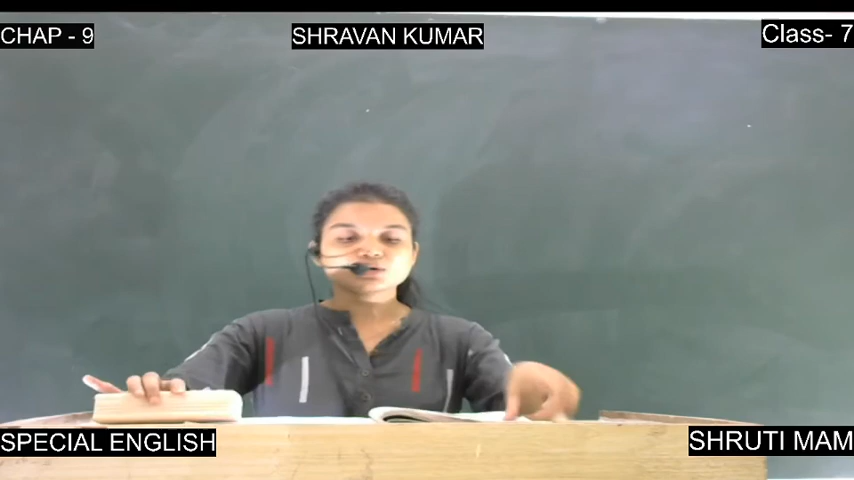 CHAP - 9
SHRAVAN KUMAR
Class- 7
SPECIAL ENGLISH
SHRUTI MAM